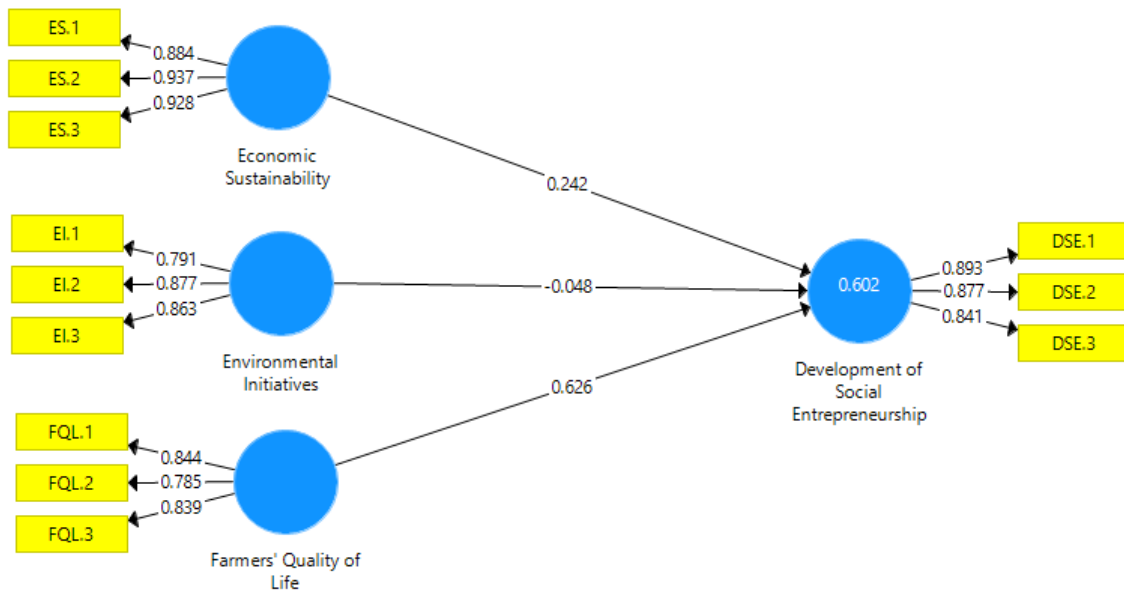 ES.1
0.884
ES.2
0.937
ES.3
0.928
Economic
Sustainability
0.242
EI.1
0.791
EI.2
0.877
EI.3
0.863
Environmental
Initiatives
-0.048
FQL.1
0.844
FQL.2
0.785
FQL.3
0.839
Farmers' Quality of
Life
0.626
0.602
Development of
Social
Entrepreneurship
DSE.1
0.893
DSE.2
0.877
DSE.3
0.841